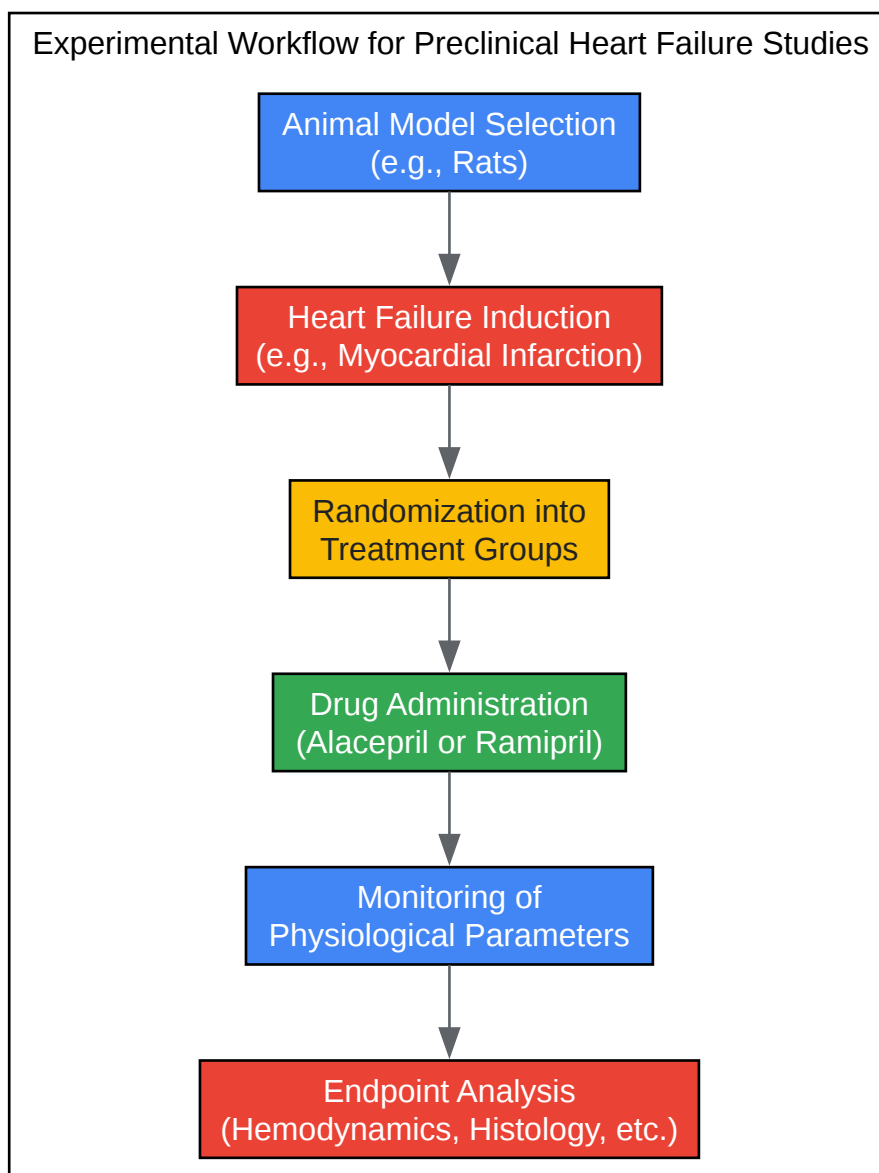 Experimental Workflow for Preclinical Heart Failure Studies
Animal Model Selection
(e.g., Rats)
Heart Failure Induction
(e.g., Myocardial Infarction)
Randomization into
Treatment Groups
Drug Administration
(Alacepril or Ramipril)
Monitoring of
Physiological Parameters
Endpoint Analysis
(Hemodynamics, Histology, etc.)